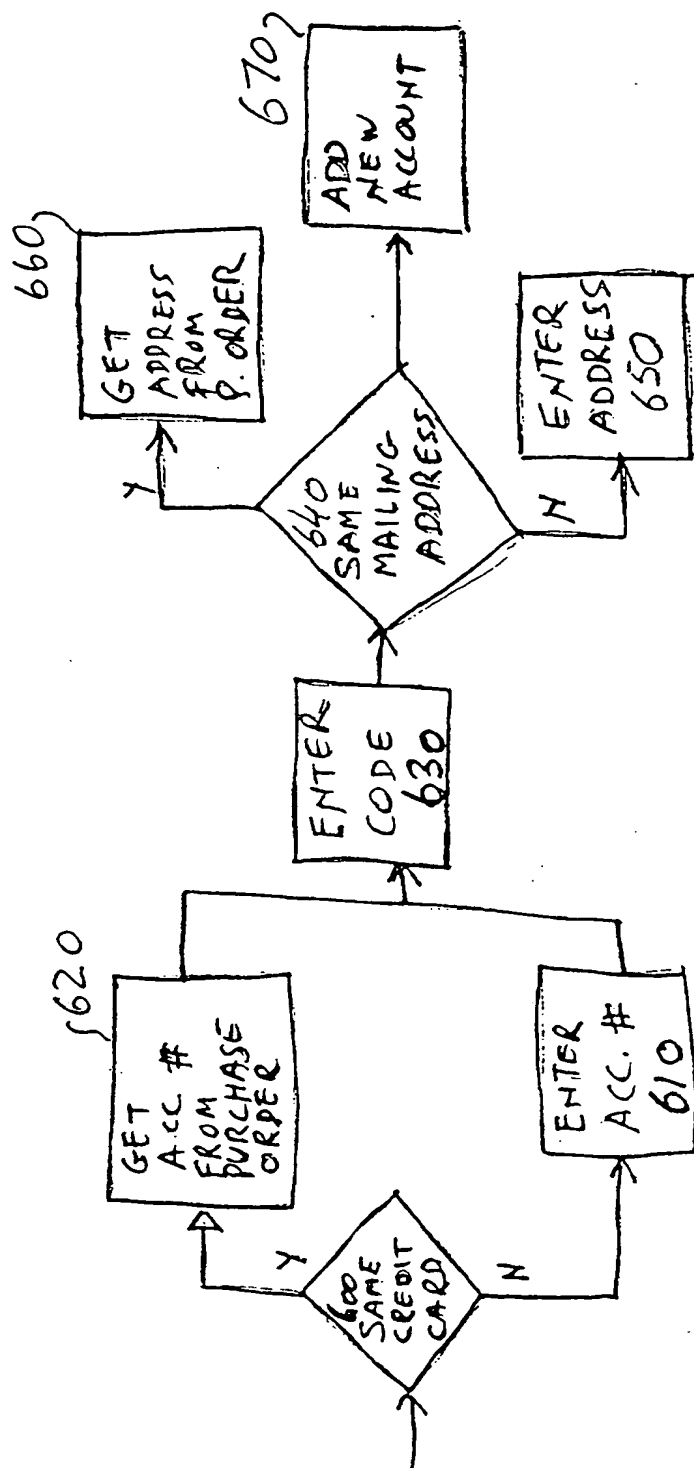 600
SAME
CREDIT
CARD
Y
N
620
GET
ACC. #
FROM
PURCHASE
ORDER
ENTER
ACC. #
610
ENTER
CODE
630
640
SAME
MAILING
ADDRESS
Y
N
660
GET
ADDRESS
FROM
P. ORDER
ENTER
ADDRESS
650
670
ADD
NEW
ACCOUNT